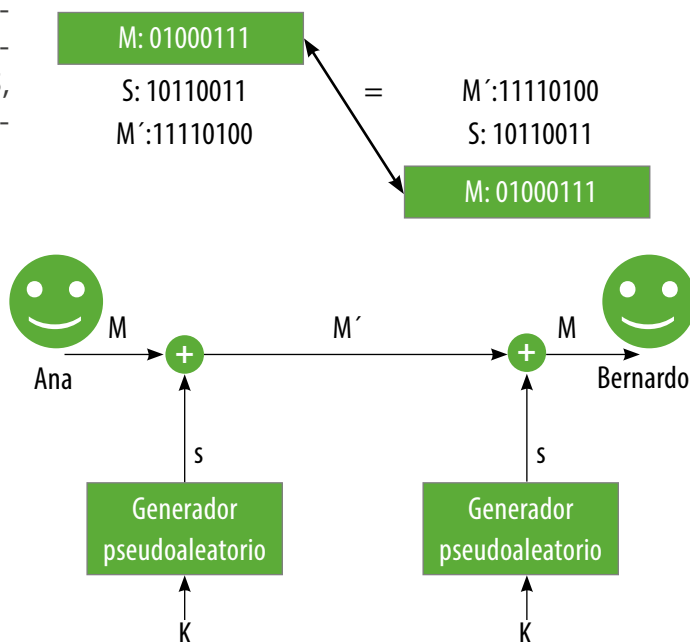 M: 01000111
S: 10110011
M´:11110100
=
M´:11110100
S: 10110011
M: 01000111
M
M´
M
+
+
Ana
Bernardo
s
s
Generador
pseudoaleatorio
Generador
pseudoaleatorio
K
K